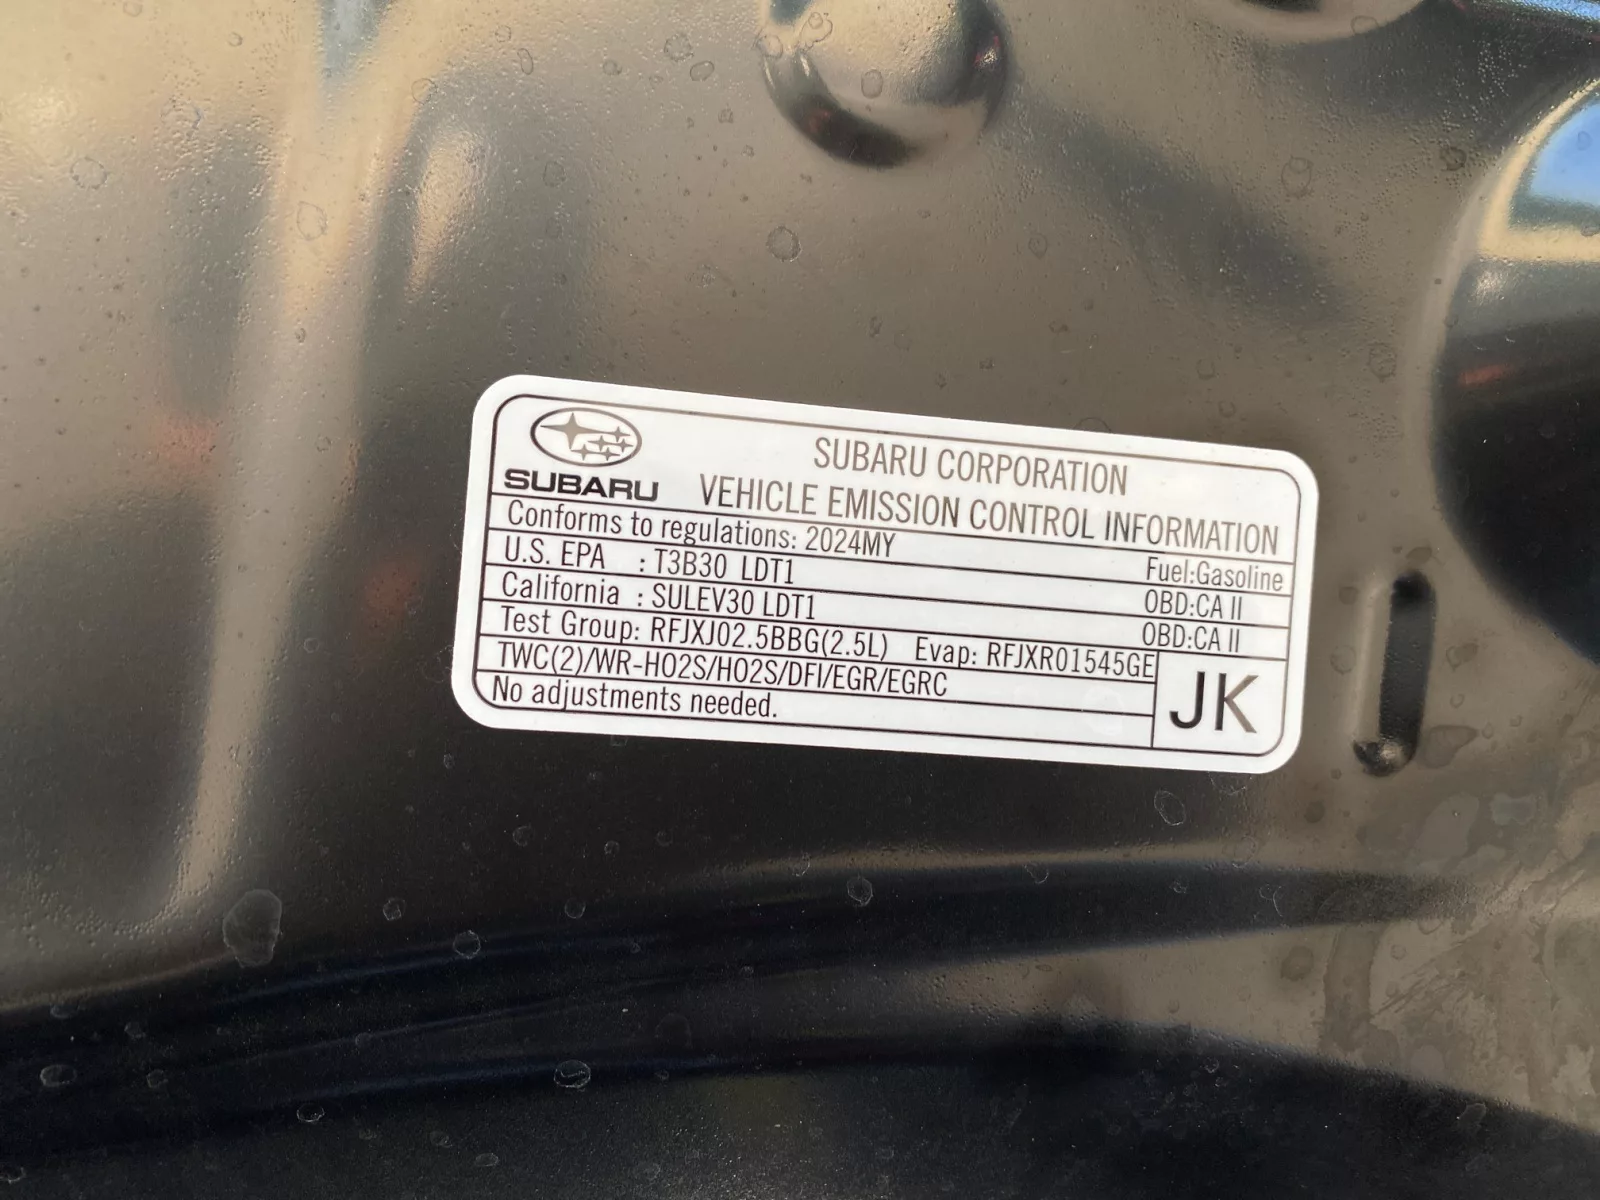 SUBARU
SUBARU CORPORATION
VEHICLE EMISSION CONTROL INFORMATION
Conforms to regulations: 2024MY
Fuel:Gasoline
U.S. EPA : T3B30 LDT1 OBD:CA II
California : SULEV30 LDT1 OBD:CA II
Test Group: RFJXJ02.5BBG(2.5L) Evap: RFJXR01545GE
TWC(2)/WR-HO2S/HO2S/DFI/EGR/EGRC
No adjustments needed.
JK